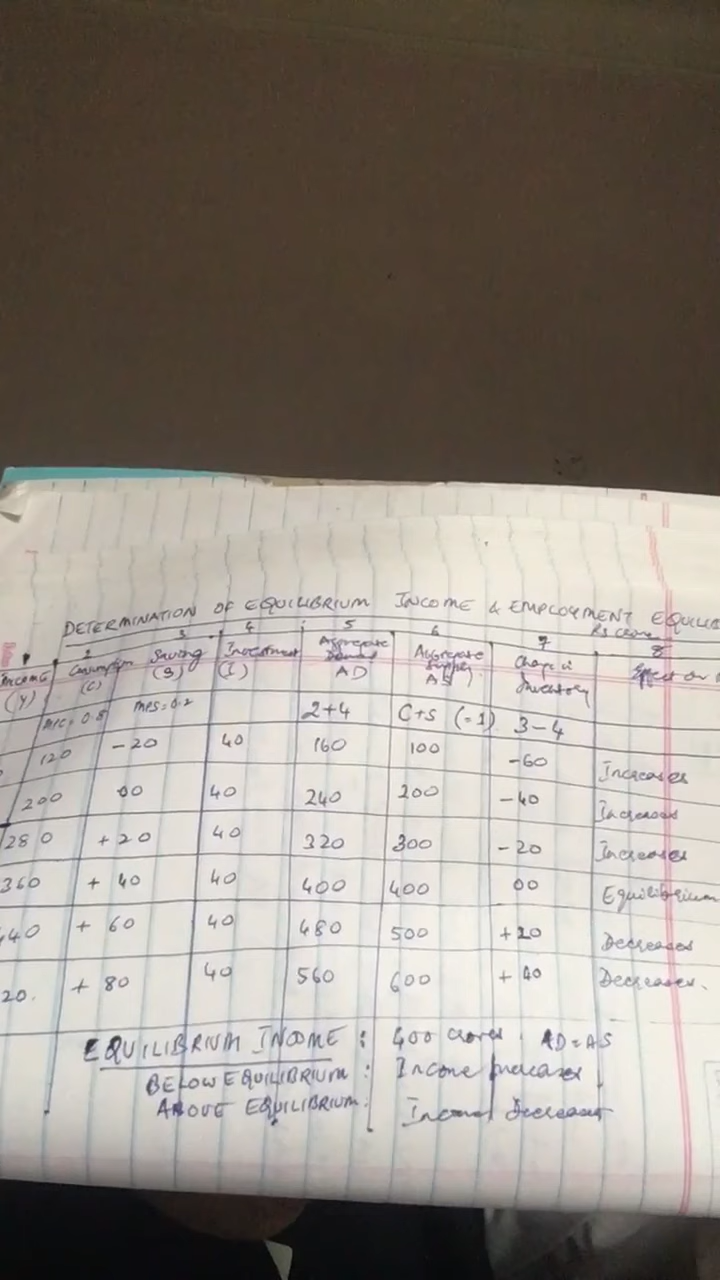 DETERMINATION OF EQUILIBRIUM INCOME & EMPLOYMENT EQUILIB
Rs crore
2 3 4 5 6 7 8
Income (Y) Consumption (C) Saving (S) Investment (I) Aggregate Demand AD Aggregate Supply AS Change in Inventory Effect on
MPC = 0.8 MPS = 0.2 2+4 C+S (=1) 3-4
120 -20 40 160 100 -60 Increases
200 00 40 240 200 -40 Increases
280 +20 40 320 300 -20 Increases
360 + 40 40 400 400 00 Equilibrium
440 + 60 40 480 500 +20 Decreases
20. + 80 40 560 600 + 40 Decreases.
EQUILIBRIUM INCOME : 400 crores. AD=AS
BELOW EQUILIBRIUM : Income Increases
ABOVE EQUILIBRIUM : Income Decreases